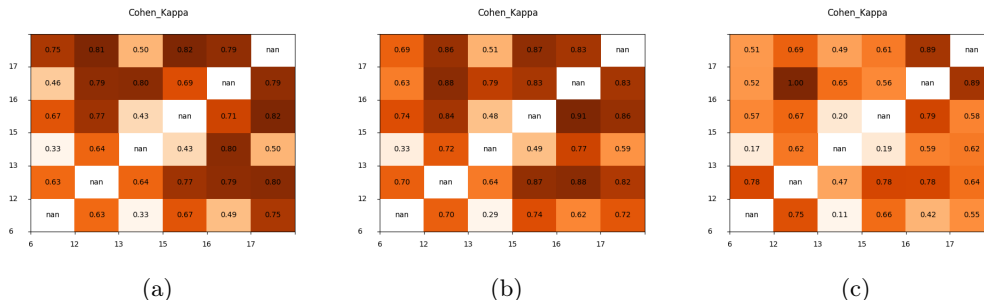 Cohen_Kappa
17 0.75 0.81 0.50 0.82 0.79 nan
16 0.46 0.79 0.80 0.69 nan 0.79
15 0.67 0.77 0.43 nan 0.71 0.82
13 0.33 0.64 nan 0.43 0.80 0.50
12 0.63 nan 0.64 0.77 0.79 0.80
6 nan 0.63 0.33 0.67 0.49 0.75
6 12 13 15 16 17
(a)
Cohen_Kappa
17 0.69 0.86 0.51 0.87 0.83 nan
16 0.63 0.88 0.79 0.83 nan 0.83
15 0.74 0.84 0.48 nan 0.91 0.86
13 0.33 0.72 nan 0.49 0.77 0.59
12 0.70 nan 0.64 0.87 0.88 0.82
6 nan 0.70 0.29 0.74 0.62 0.72
6 12 13 15 16 17
(b)
Cohen_Kappa
17 0.51 0.69 0.49 0.61 0.89 nan
16 0.52 1.00 0.65 0.56 nan 0.89
15 0.57 0.67 0.20 nan 0.79 0.58
13 0.17 0.62 nan 0.19 0.59 0.62
12 0.78 nan 0.47 0.78 0.78 0.64
6 nan 0.75 0.11 0.66 0.42 0.55
6 12 13 15 16 17
(c)